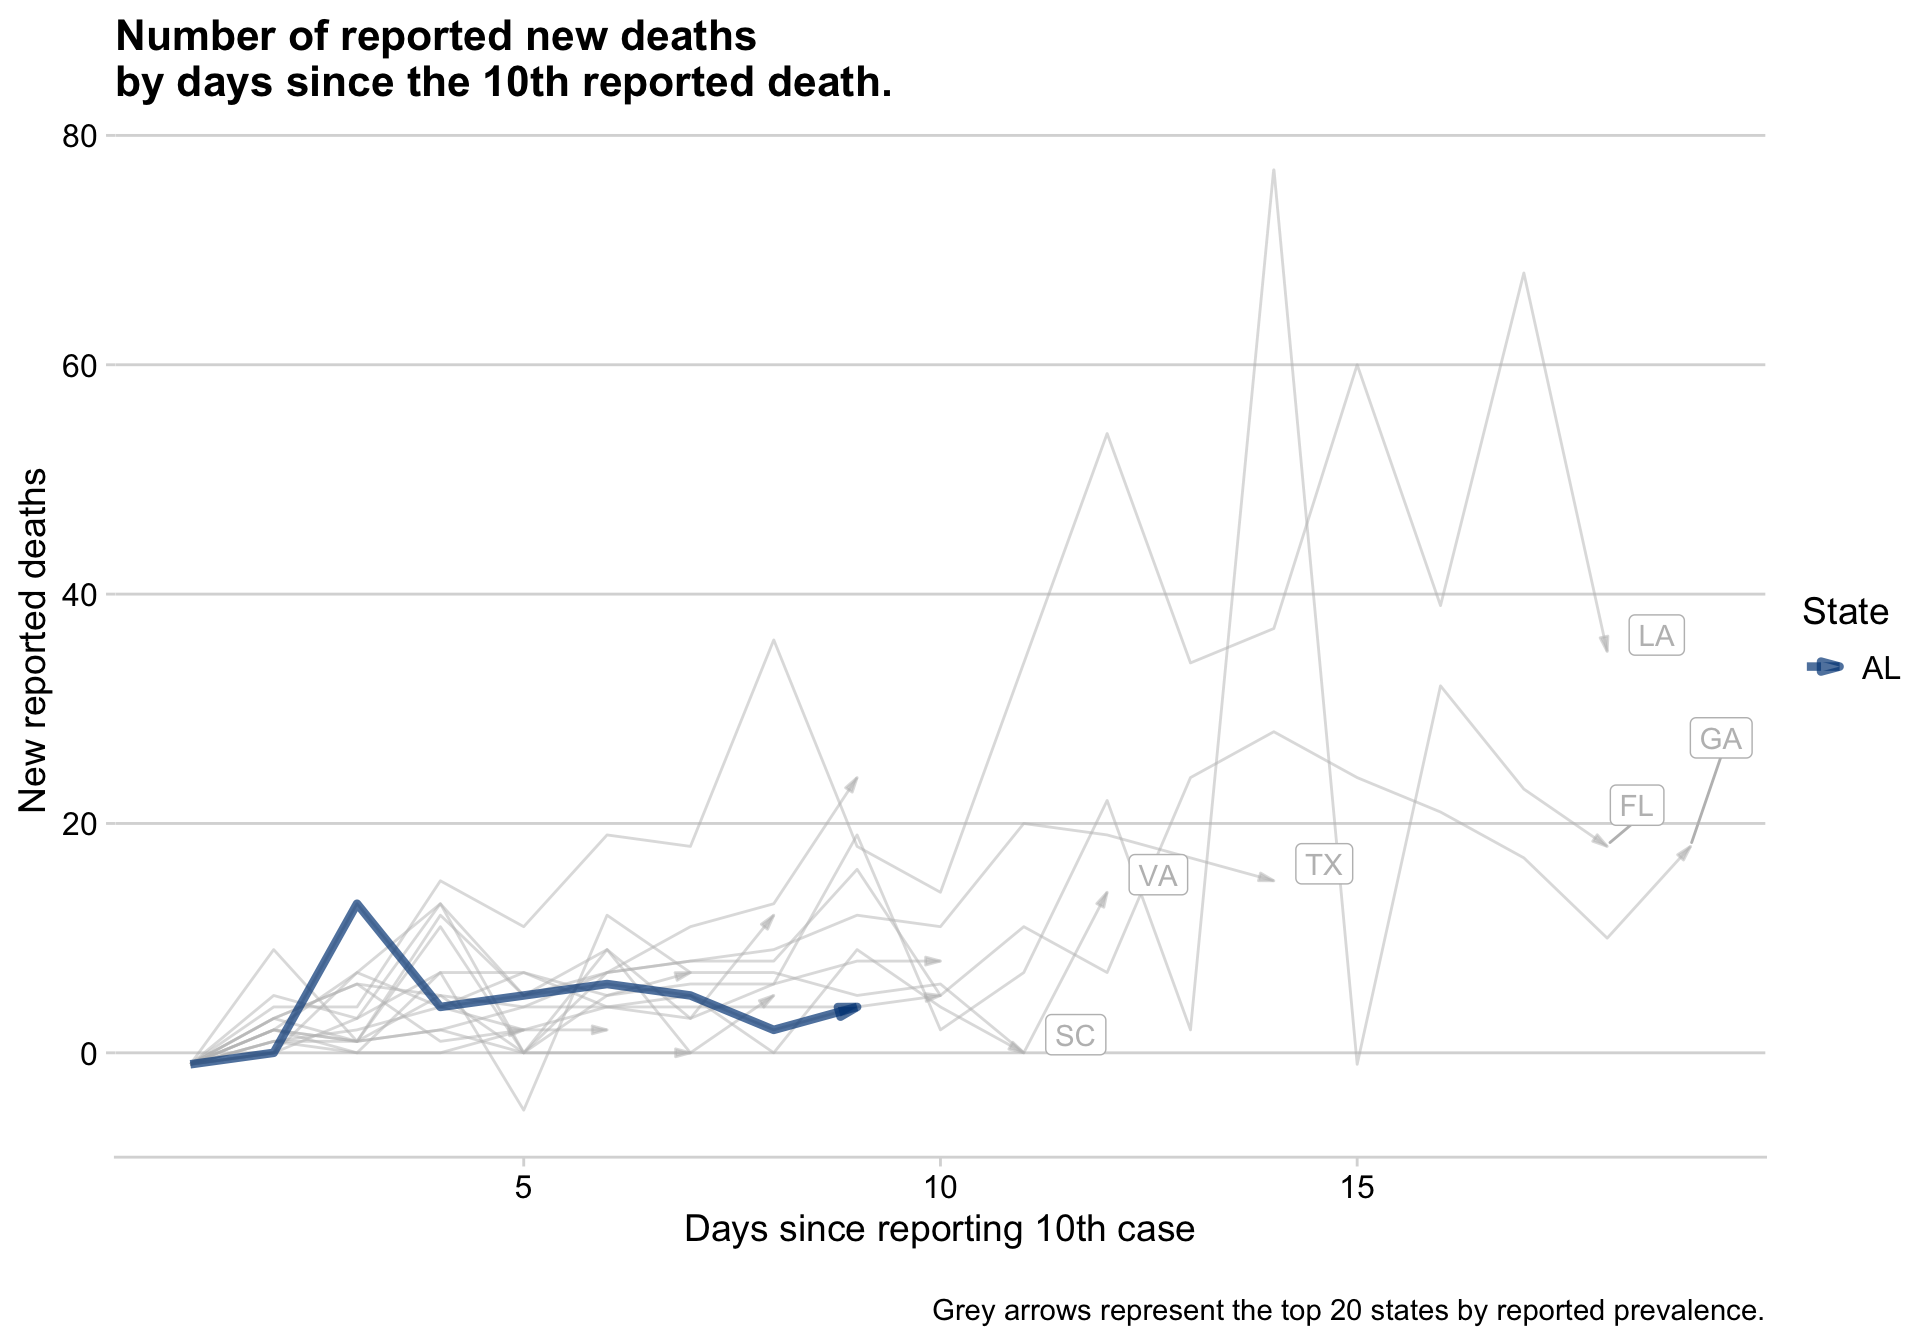 Number of reported new deaths
by days since the 10th reported death.
80
60
40
20
0
New reported deaths
LA
GA
FL
TX
VA
SC
State
AL
5
10
15
Days since reporting 10th case
Grey arrows represent the top 20 states by reported prevalence.